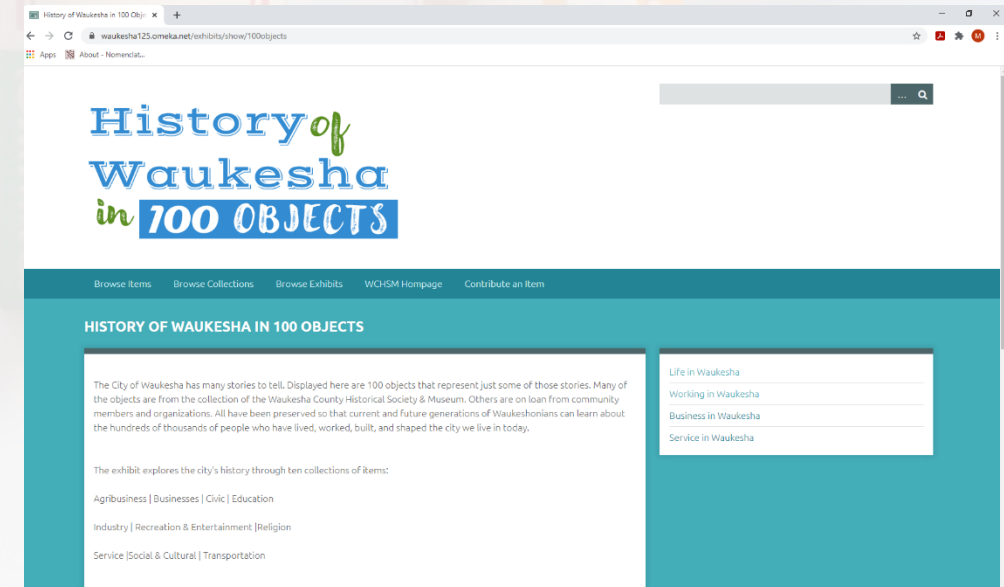 History of Waukesha in 100 Obje
waukesha125.omeka.net/exhibits/show/100objects
M
Apps
About - Nomenclat...
...
History of
Waukesha
in 100 OBJECTS
Browse Items Browse Collections Browse Exhibits WCHSM Hompage Contribute an Item
HISTORY OF WAUKESHA IN 100 OBJECTS
The City of Waukesha has many stories to tell. Displayed here are 100 objects that represent just some of those stories. Many of
the objects are from the collection of the Waukesha County Historical Society & Museum. Others are on loan from community
members and organizations. All have been preserved so that current and future generations of Waukeshonians can learn about
the hundreds of thousands of people who have lived, worked, built, and shaped the city we live in today.
The exhibit explores the city's history through ten collections of items:
Agribusiness | Businesses | Civic | Education
Industry | Recreation & Entertainment |Religion
Service |Social & Cultural | Transportation
Life in Waukesha
Working in Waukesha
Business in Waukesha
Service in Waukesha